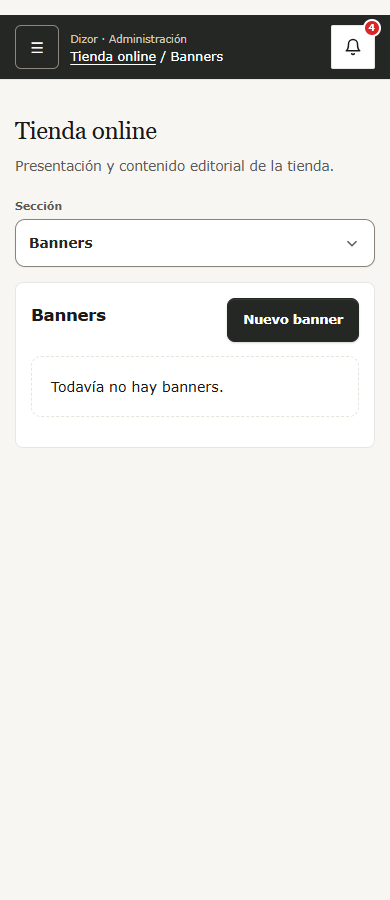 ☰
Dizor · Administración
Tienda online / Banners
4
Tienda online
Presentación y contenido editorial de la tienda.
Sección
Banners
Banners
Nuevo banner
Todavía no hay banners.